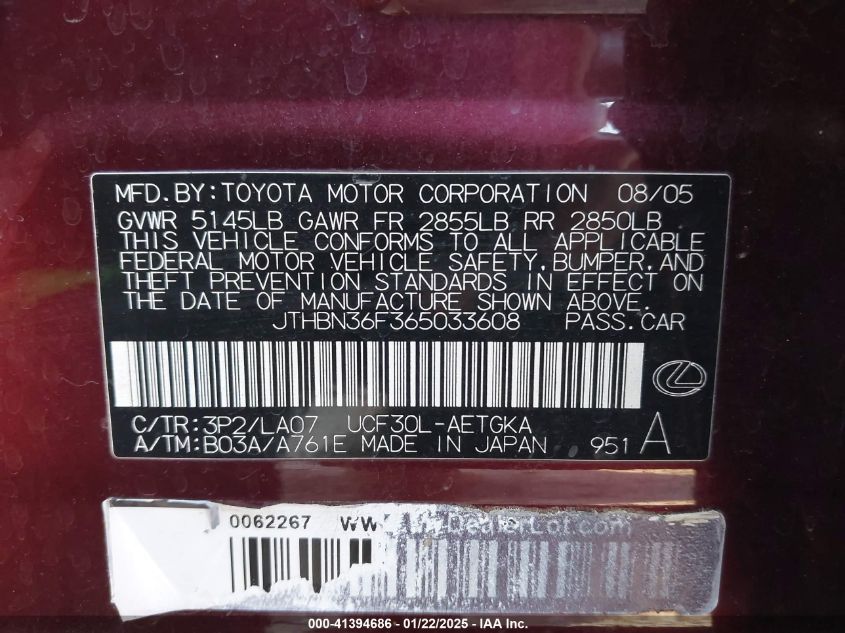 MFD.BY:TOYOTA MOTOR CORPORATION 08/05
GVWR 5145LB GAWR FR 2855LB RR 2850LB
THIS VEHICLE CONFORMS TO ALL APPLICABLE
FEDERAL MOTOR VEHICLE SAFETY,BUMPER,AND
THEFT PREVENTION STANDARDS IN EFFECT ON
THE DATE OF MANUFACTURE SHOWN ABOVE.
JTHBN36F365033608 PASS.CAR
C/TR:3P2/LA07 UCF30L-AETGKA
A/TM:B03A/A761E MADE IN JAPAN 951 A
0062267 WW DealerLot.com
000-41394686 - 01/22/2025 - IAA Inc.